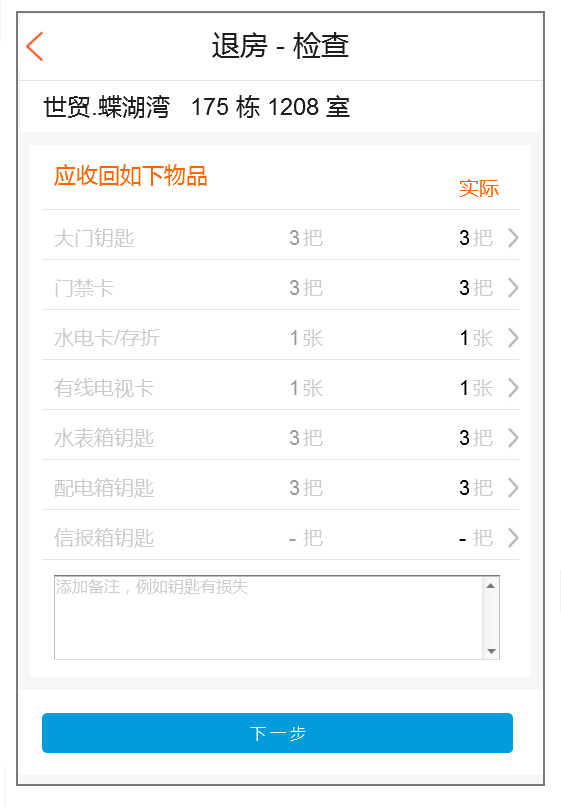 退房 - 检查
世贸.蝶湖湾 175 栋 1208 室
应收回如下物品 实际
大门钥匙 3 把 3 把
门禁卡 3 把 3 把
水电卡/存折 1 张 1 张
有线电视卡 1 张 1 张
水表箱钥匙 3 把 3 把
配电箱钥匙 3 把 3 把
信报箱钥匙 - 把 - 把
添加备注，例如钥匙有损失
下一步